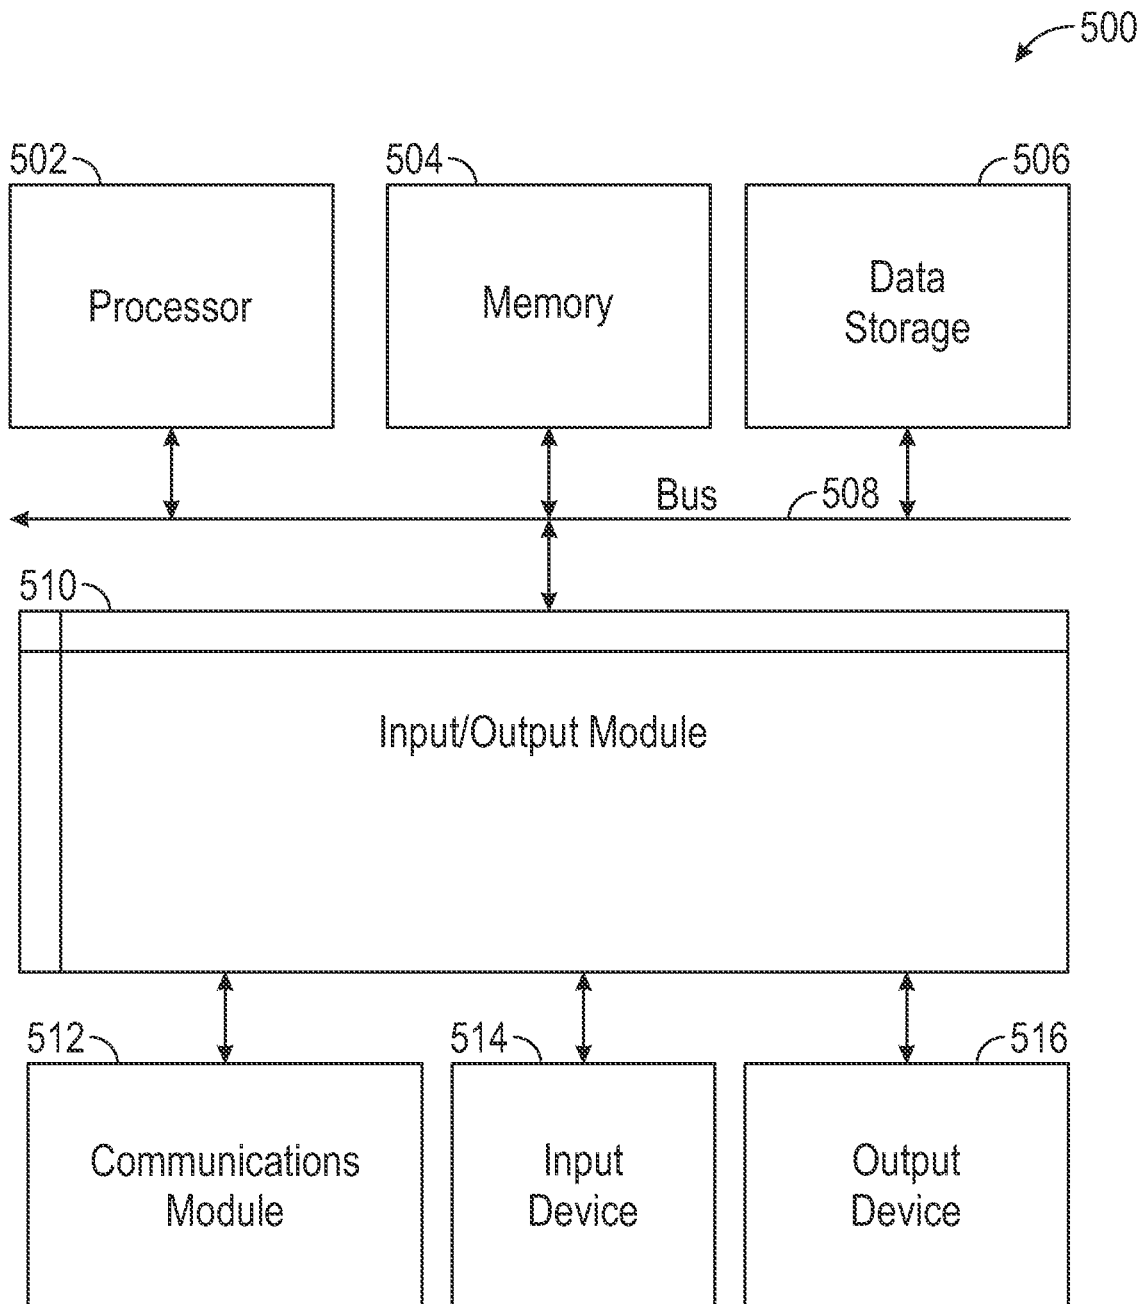 500
502
504
506
Processor
Memory
Data
Storage
Bus
508
510
Input/Output Module
512
514
516
Communications
Module
Input
Device
Output
Device